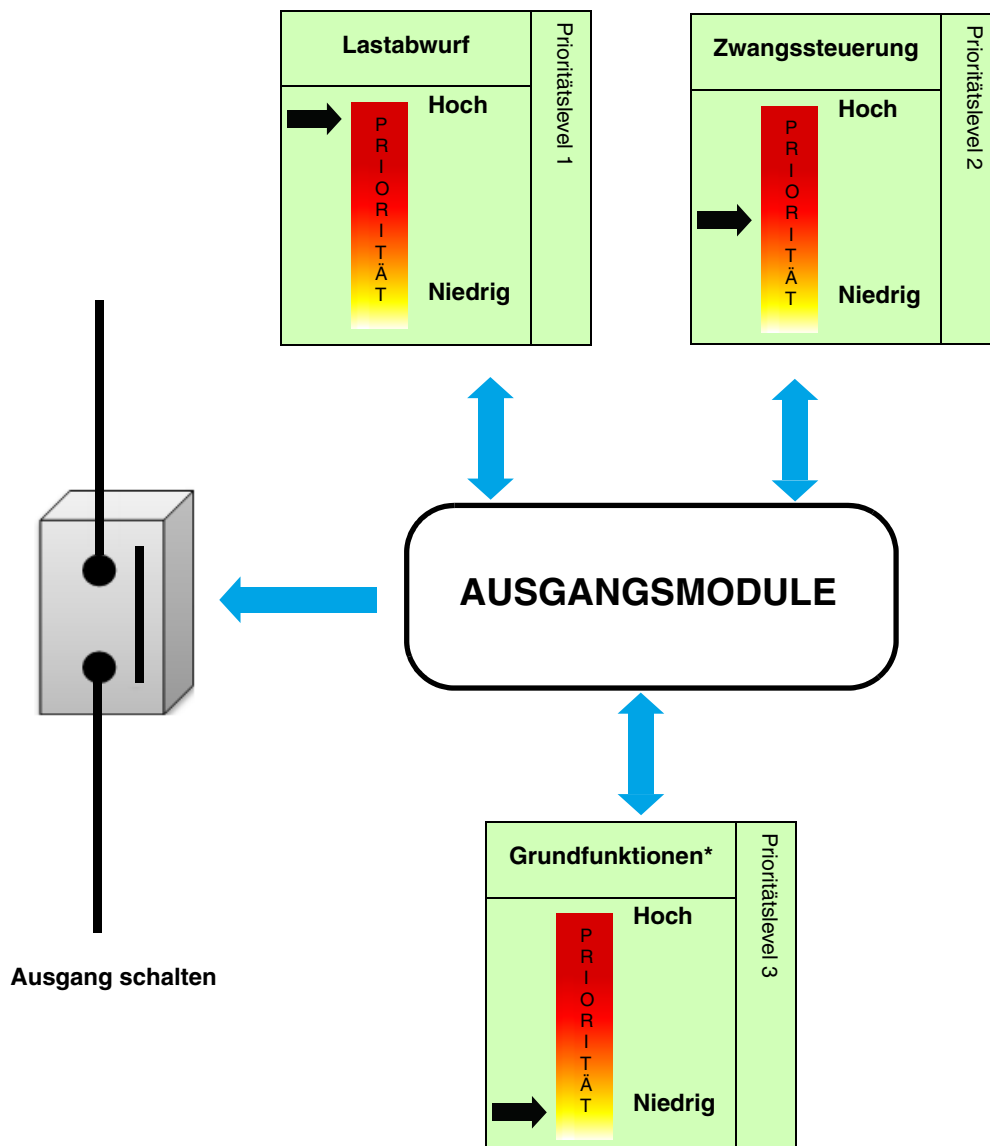 Lastabwurf
Prioritätslevel 1
Hoch
PRIORITÄT
Niedrig
Zwangssteuerung
Prioritätslevel 2
Hoch
PRIORITÄT
Niedrig
AUSGANGSMODULE
Ausgang schalten
Grundfunktionen*
Prioritätslevel 3
Hoch
PRIORITÄT
Niedrig